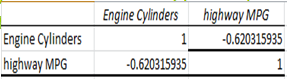 Engine Cylinders highway MPG
Engine Cylinders 1 -0.620315935
highway MPG -0.620315935 1